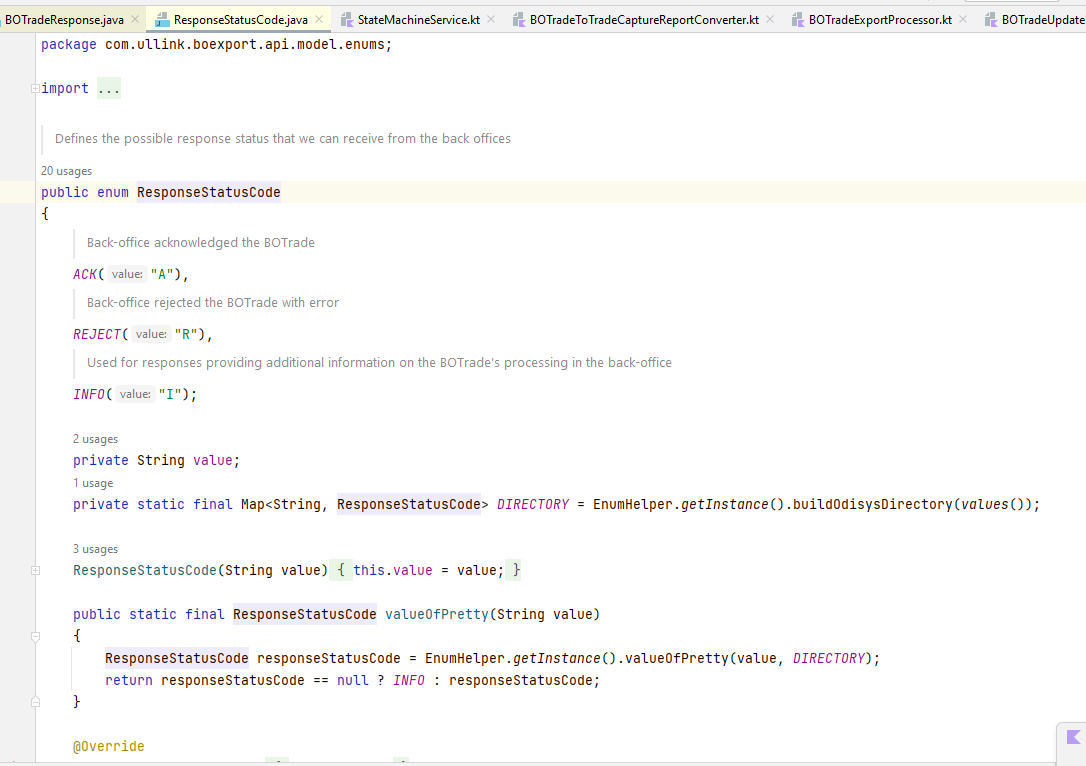 BOTradeResponse.java ResponseStatusCode.java StateMachineService.kt BOTradeToTradeCaptureReportConverter.kt BOTradeExportProcessor.kt BOTradeUpdate
package com.ullink.boexport.api.model.enums;
import ...
Defines the possible response status that we can receive from the back offices
20 usages
public enum ResponseStatusCode
{
Back-office acknowledged the BOTrade
ACK( value: "A"),
Back-office rejected the BOTrade with error
REJECT( value: "R"),
Used for responses providing additional information on the BOTrade's processing in the back-office
INFO( value: "I");
2 usages
private String value;
1 usage
private static final Map<String, ResponseStatusCode> DIRECTORY = EnumHelper.getInstance().buildOdisysDirectory(values());
3 usages
ResponseStatusCode(String value) { this.value = value; }
public static final ResponseStatusCode valueOfPretty(String value)
{
ResponseStatusCode responseStatusCode = EnumHelper.getInstance().valueOfPretty(value, DIRECTORY);
return responseStatusCode == null ? INFO : responseStatusCode;
}
@Override